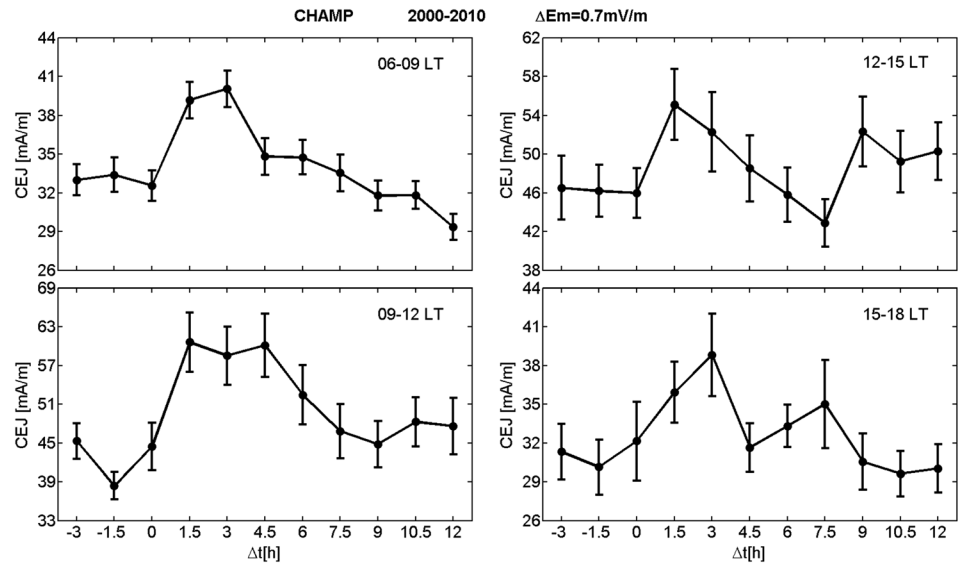 CHAMP 2000-2010 ΔEm=0.7mV/m
44
41
38
35
32
29
26
CEJ [mA/m]
06-09 LT
62
58
54
50
46
42
38
CEJ [mA/m]
12-15 LT
69
63
57
51
45
39
33
CEJ [mA/m]
09-12 LT
-3 -1.5 0 1.5 3 4.5 6 7.5 9 10.5 12
Δt[h]
44
41
38
35
32
29
26
CEJ [mA/m]
15-18 LT
-3 -1.5 0 1.5 3 4.5 6 7.5 9 10.5 12
Δt[h]